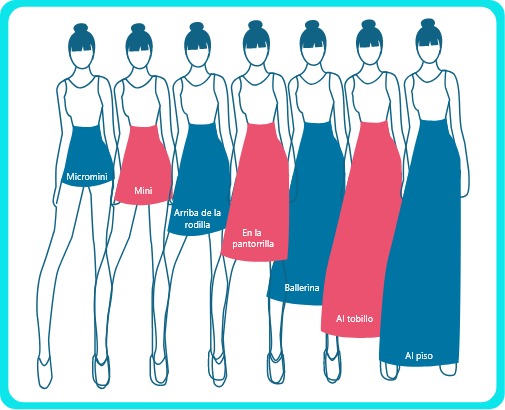 Micromini
Mini
Arriba de la
rodilla
En la
pantorrilla
Ballerina
Al tobillo
Al piso